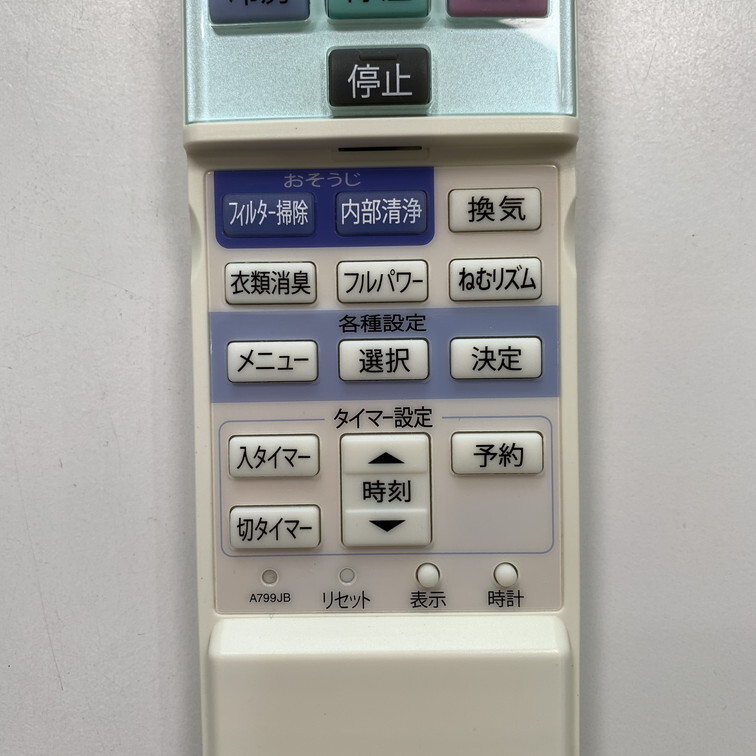 停止
おそうじ
フィルター掃除 内部清浄 換気
衣類消臭 フルパワー ねむリズム
各種設定
メニュー 選択 決定
タイマー設定
入タイマー 時刻 予約
切タイマー
A799JB リセット 表示 時計